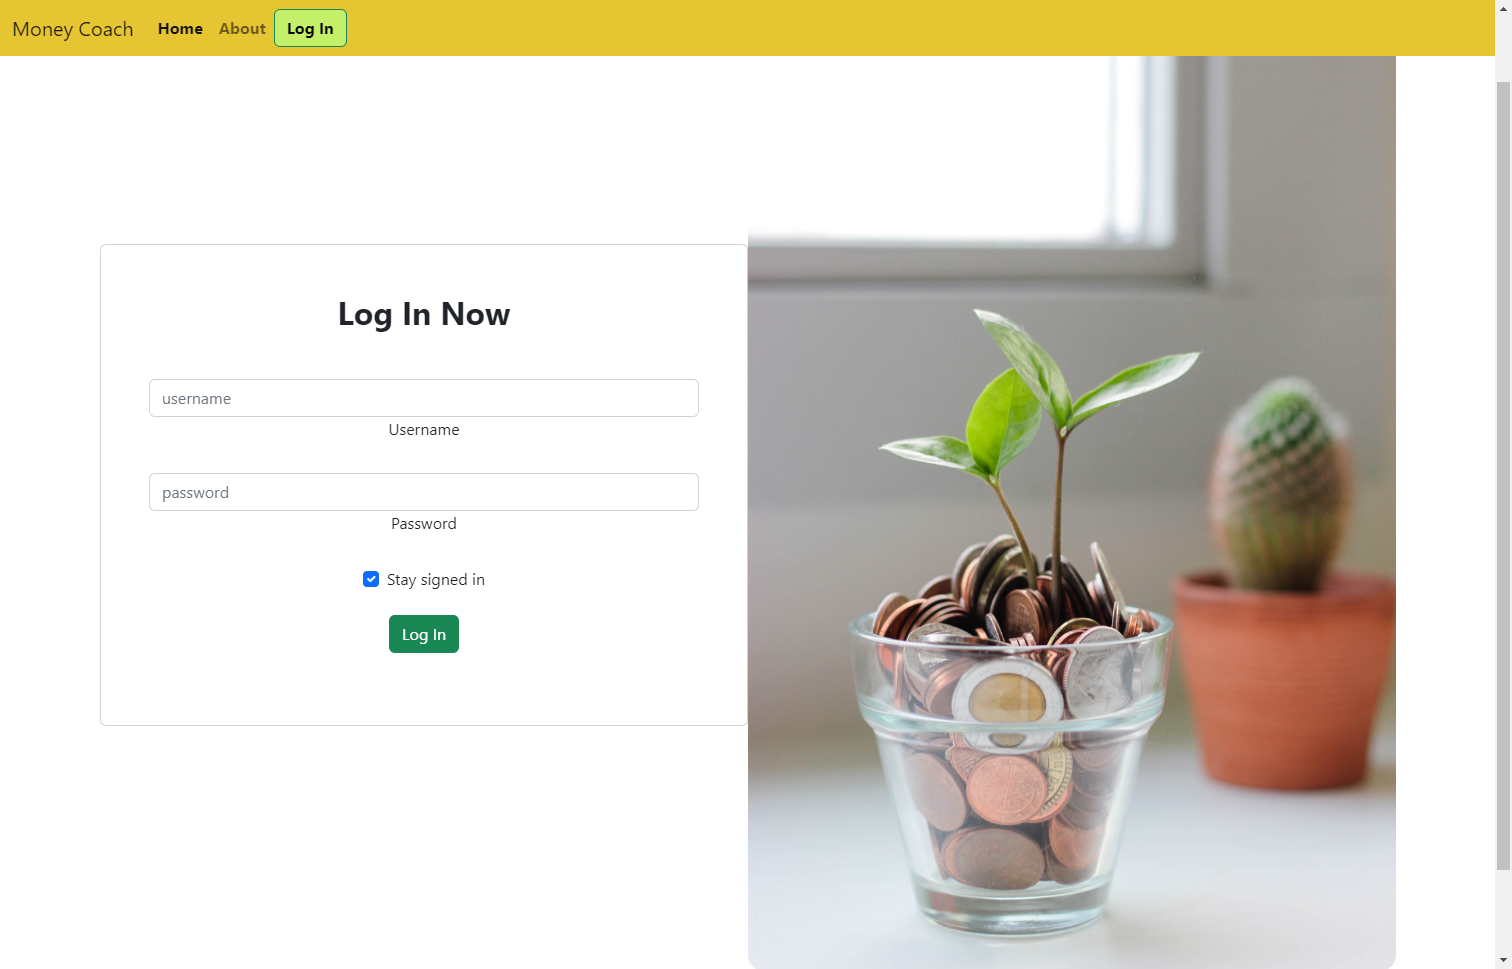 Money Coach Home About Log In
Log In Now
username
Username
password
Password
Stay signed in
Log In